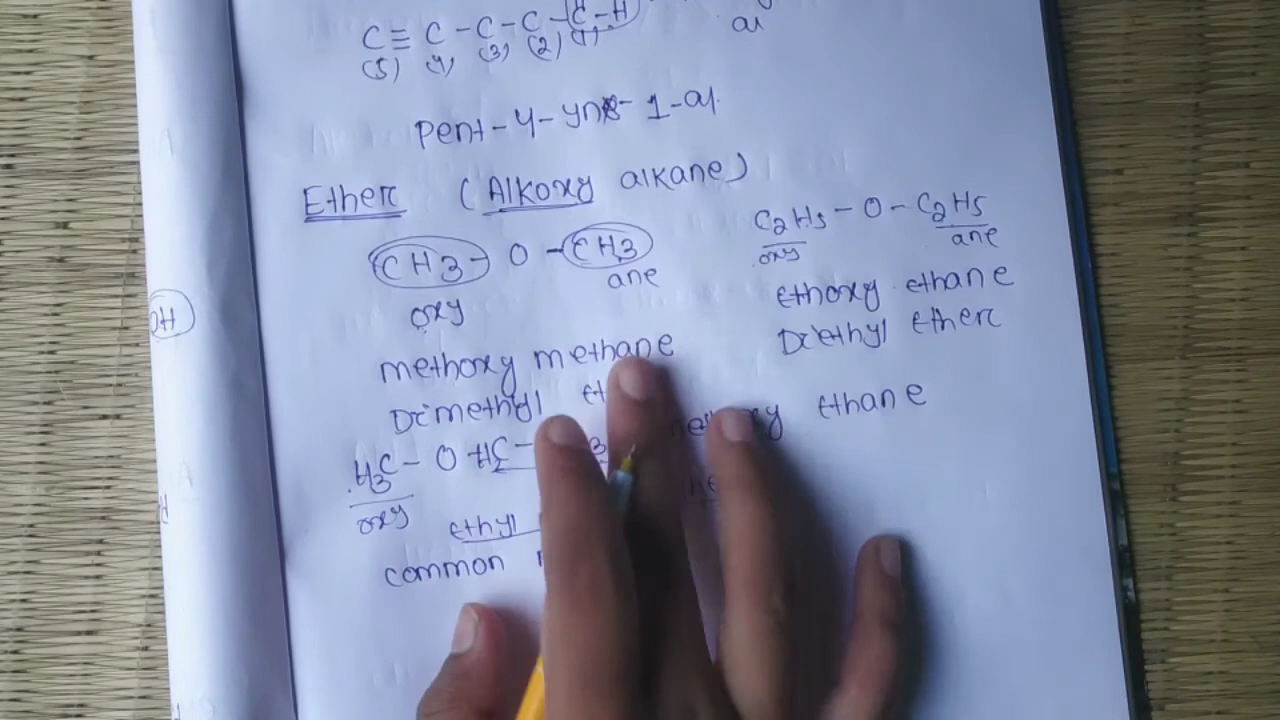 C≡C-C-C-C-H
(5) (4) (3) (2) (1)
al
Pent-4-yne-1-al
Ether (Alkoxy alkane)
CH3- O -CH3
oxy ane
methoxy methane
Dimethyl
C2H5-O-C2H5
oxy ane
ethoxy ethane
Diethyl ether
H3C-O
oxy
ethane
ethyl
common
OH